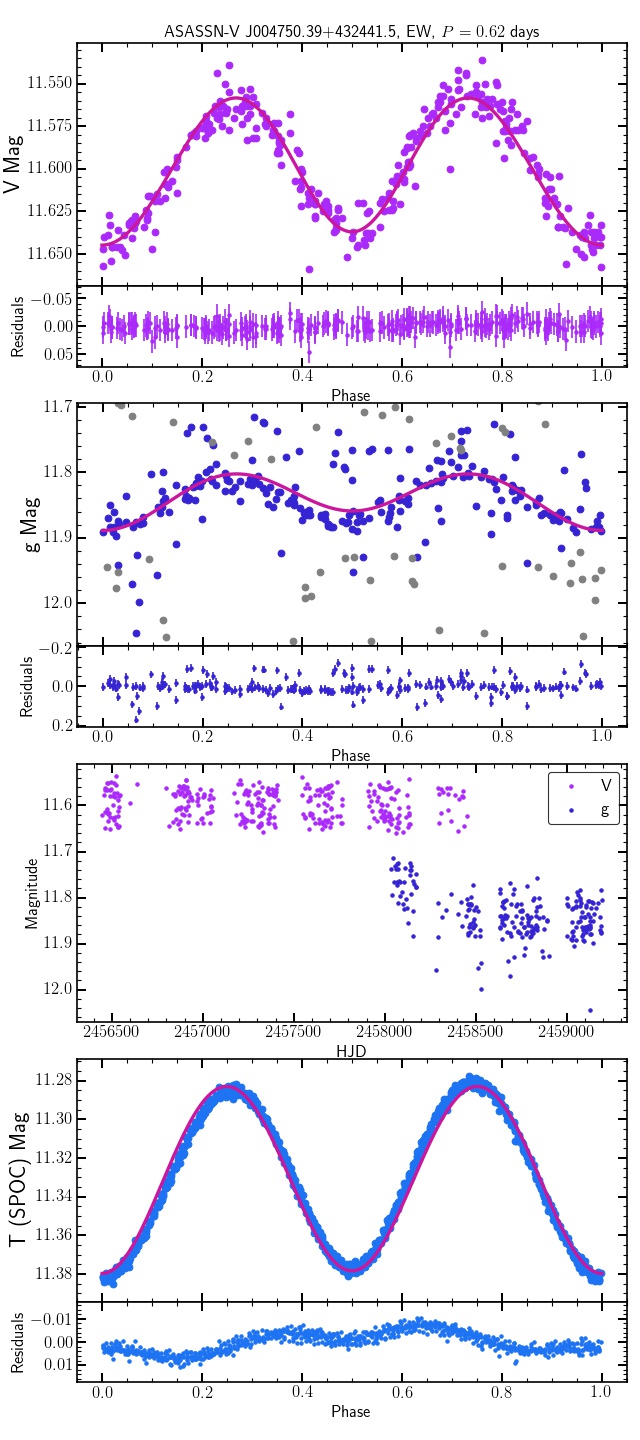 ASASSN-V J004750.39+432441.5, EW, P = 0.62 days
11.550
11.575
11.600
11.625
11.650
V Mag
−0.05
0.00
0.05
Residuals
0.0 0.2 0.4 0.6 0.8 1.0
Phase
11.7
11.8
11.9
12.0
g Mag
−0.2
0.0
0.2
Residuals
0.0 0.2 0.4 0.6 0.8 1.0
Phase
V
g
11.6
11.7
11.8
11.9
12.0
Magnitude
2456500 2457000 2457500 2458000 2458500 2459000
HJD
11.28
11.30
11.32
11.34
11.36
11.38
T (SPOC) Mag
−0.01
0.00
0.01
Residuals
0.0 0.2 0.4 0.6 0.8 1.0
Phase